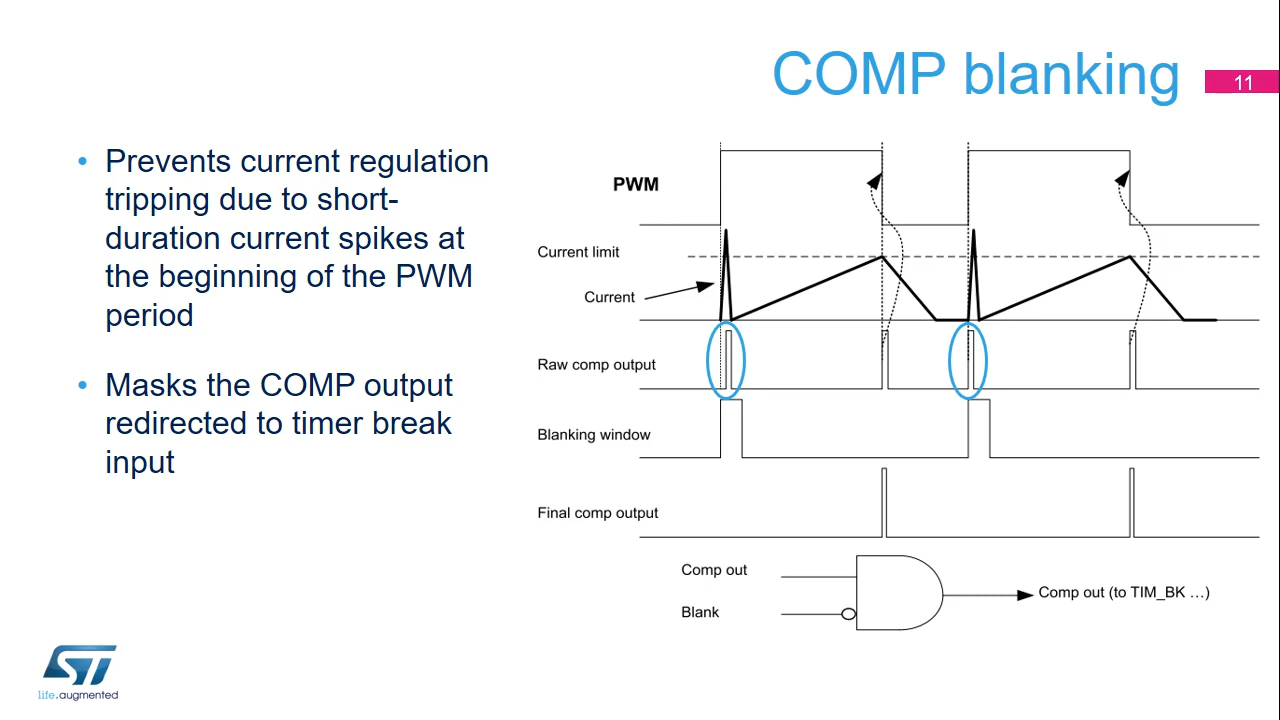 COMP blanking
11
• Prevents current regulation
tripping due to short-
duration current spikes at
the beginning of the PWM
period
• Masks the COMP output
redirected to timer break
input
PWM
Current limit
Current
Raw comp output
Blanking window
Final comp output
Comp out
Blank
Comp out (to TIM_BK …)
ST
life.augmented